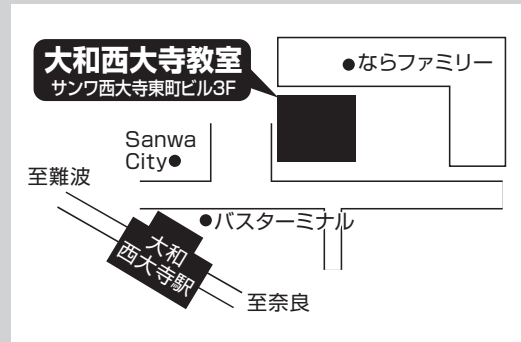 大和西大寺教室
サンワ西大寺東町ビル3F
●ならファミリー
Sanwa
City●
至難波
●バスターミナル
大和
西大寺駅
至奈良